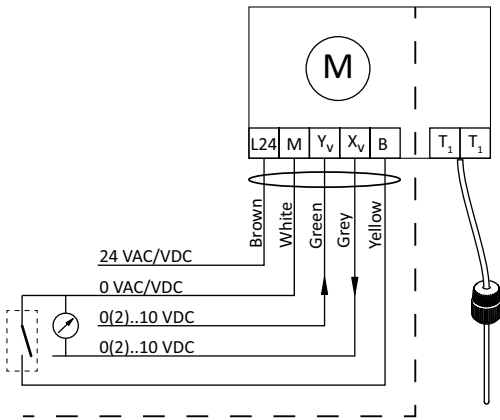 M
L24 M Yv Xv B T1 T1
Brown
White
Green
Grey
Yellow
24 VAC/VDC
0 VAC/VDC
0(2)..10 VDC
0(2)..10 VDC